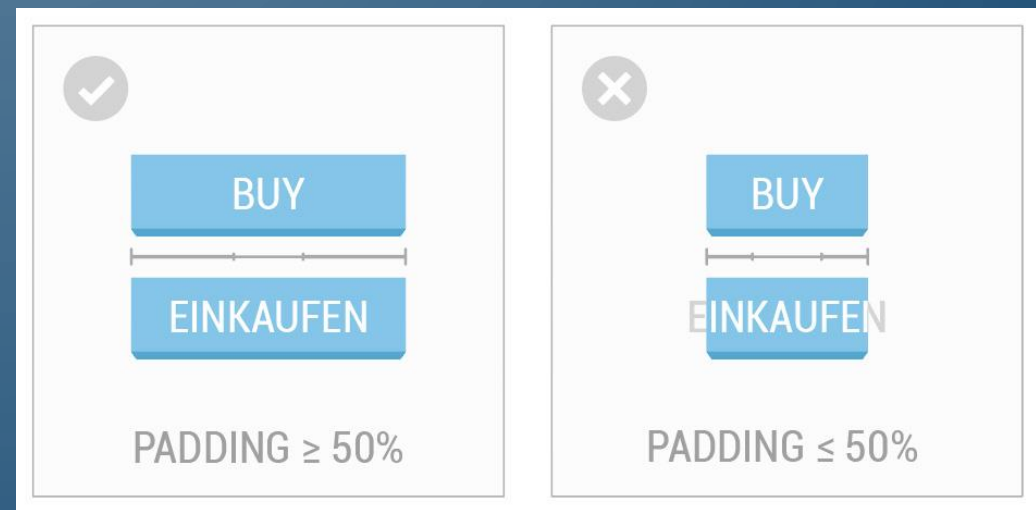 BUY
EINKAUFEN
PADDING ≥ 50%
BUY
EINKAUFEN
PADDING ≤ 50%